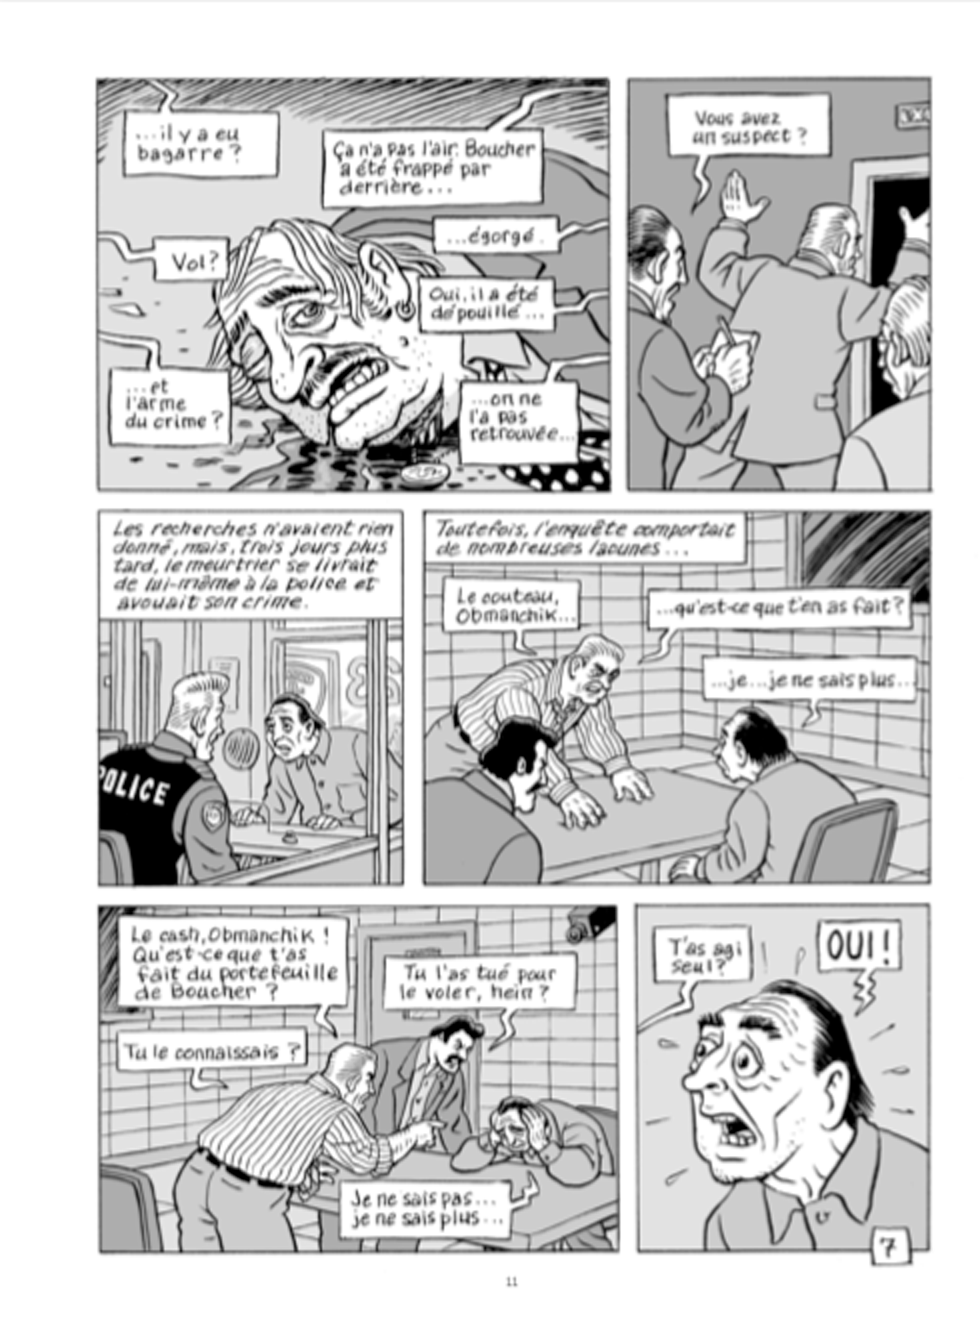 ...il y a eu
bagarre ?
Ça n'a pas l'air. Boucher
a été frappé par
derrière...
...égorgé.
Vol?
Oui, il a été
dépouillé...
...et
l'arme
du crime ?
...on ne
l'a pas
retrouvée...
Vous avez
un suspect ?
Les recherches n'avaient rien
donné, mais, trois jours plus
tard, le meurtrier se livrait
de lui-même à la police et
avouait son crime.
POLICE
Toutefois, l'enquête comportait
de nombreuses lacunes...
Le couteau,
Obmanchik...
...qu'est-ce que t'en as fait ?
...je...je ne sais plus...
Le cash, Obmanchik !
Qu'est-ce que t'as
fait du portefeuille
de Boucher ?
Tu l'as tué pour
le voler, hein ?
Tu le connaissais ?
Je ne sais pas...
je ne sais plus...
T'as agi
seul?
OUI !
7
11